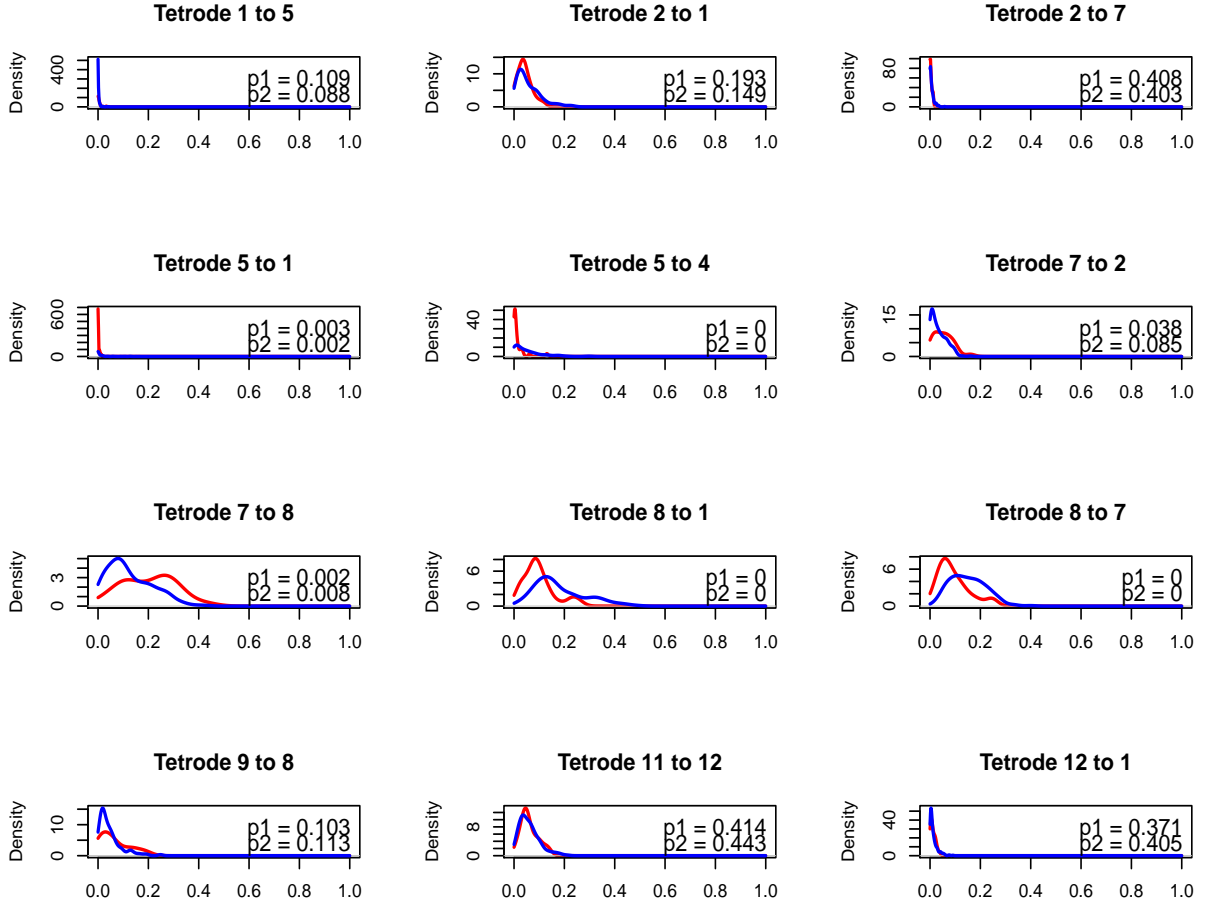 Tetrode 1 to 5
Density
0 400
p1 = 0.109
p2 = 0.088
0.0 0.2 0.4 0.6 0.8 1.0
Tetrode 2 to 1
Density
0 10
p1 = 0.193
p2 = 0.149
0.0 0.2 0.4 0.6 0.8 1.0
Tetrode 2 to 7
Density
0 80
p1 = 0.408
p2 = 0.403
0.0 0.2 0.4 0.6 0.8 1.0
Tetrode 5 to 1
Density
0 600
p1 = 0.003
p2 = 0.002
0.0 0.2 0.4 0.6 0.8 1.0
Tetrode 5 to 4
Density
0 40
p1 = 0
p2 = 0
0.0 0.2 0.4 0.6 0.8 1.0
Tetrode 7 to 2
Density
0 15
p1 = 0.038
p2 = 0.085
0.0 0.2 0.4 0.6 0.8 1.0
Tetrode 7 to 8
Density
0 3
p1 = 0.002
p2 = 0.008
0.0 0.2 0.4 0.6 0.8 1.0
Tetrode 8 to 1
Density
0 6
p1 = 0
p2 = 0
0.0 0.2 0.4 0.6 0.8 1.0
Tetrode 8 to 7
Density
0 6
p1 = 0
p2 = 0
0.0 0.2 0.4 0.6 0.8 1.0
Tetrode 9 to 8
Density
0 10
p1 = 0.103
p2 = 0.113
0.0 0.2 0.4 0.6 0.8 1.0
Tetrode 11 to 12
Density
0 8
p1 = 0.414
p2 = 0.443
0.0 0.2 0.4 0.6 0.8 1.0
Tetrode 12 to 1
Density
0 40
p1 = 0.371
p2 = 0.405
0.0 0.2 0.4 0.6 0.8 1.0